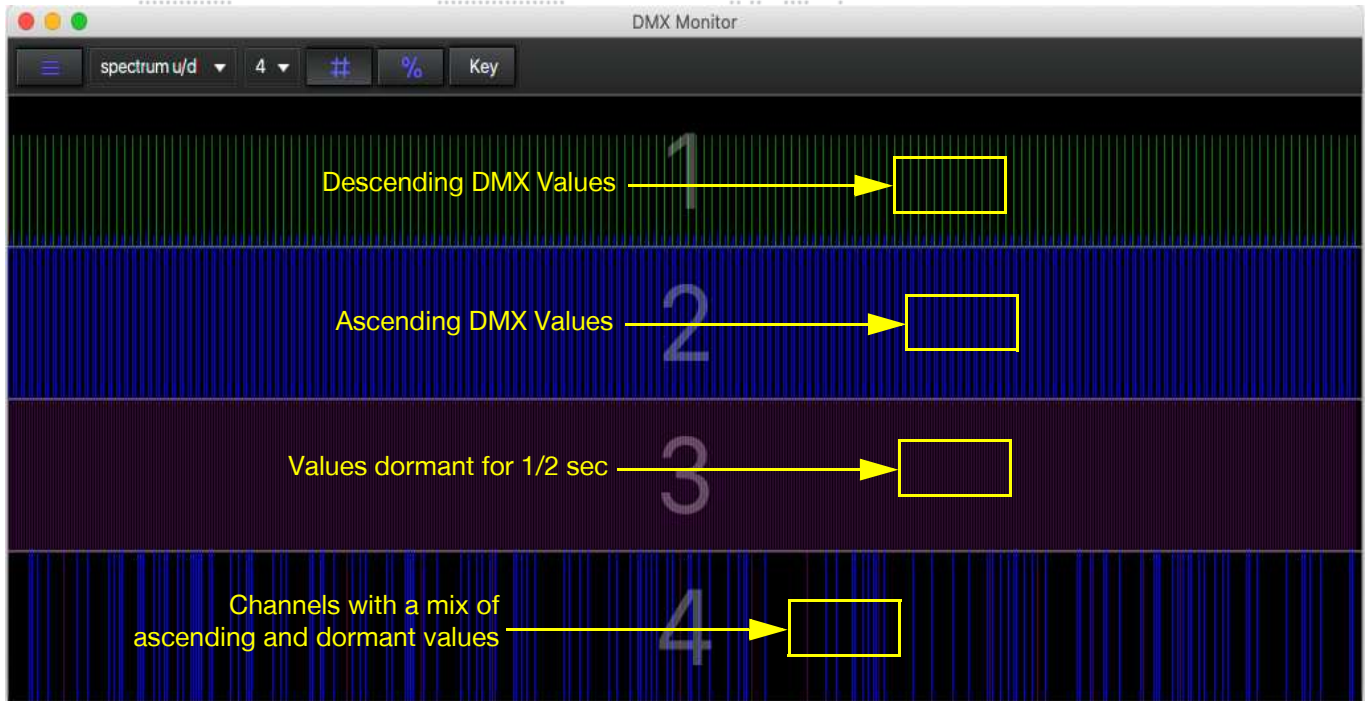 DMX Monitor
spectrum u/d 4 # % Key
1
Descending DMX Values
2
Ascending DMX Values
3
Values dormant for 1/2 sec
4
Channels with a mix of
ascending and dormant values